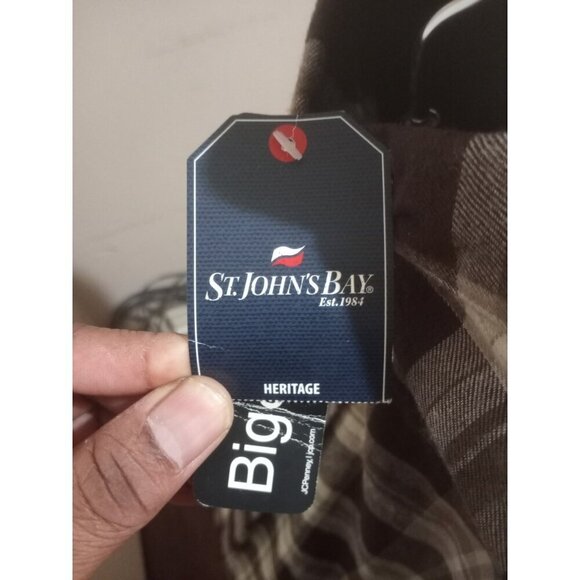 ST. JOHN'S BAY®
Est. 1984
HERITAGE
Big
JCPenney | jcp.com